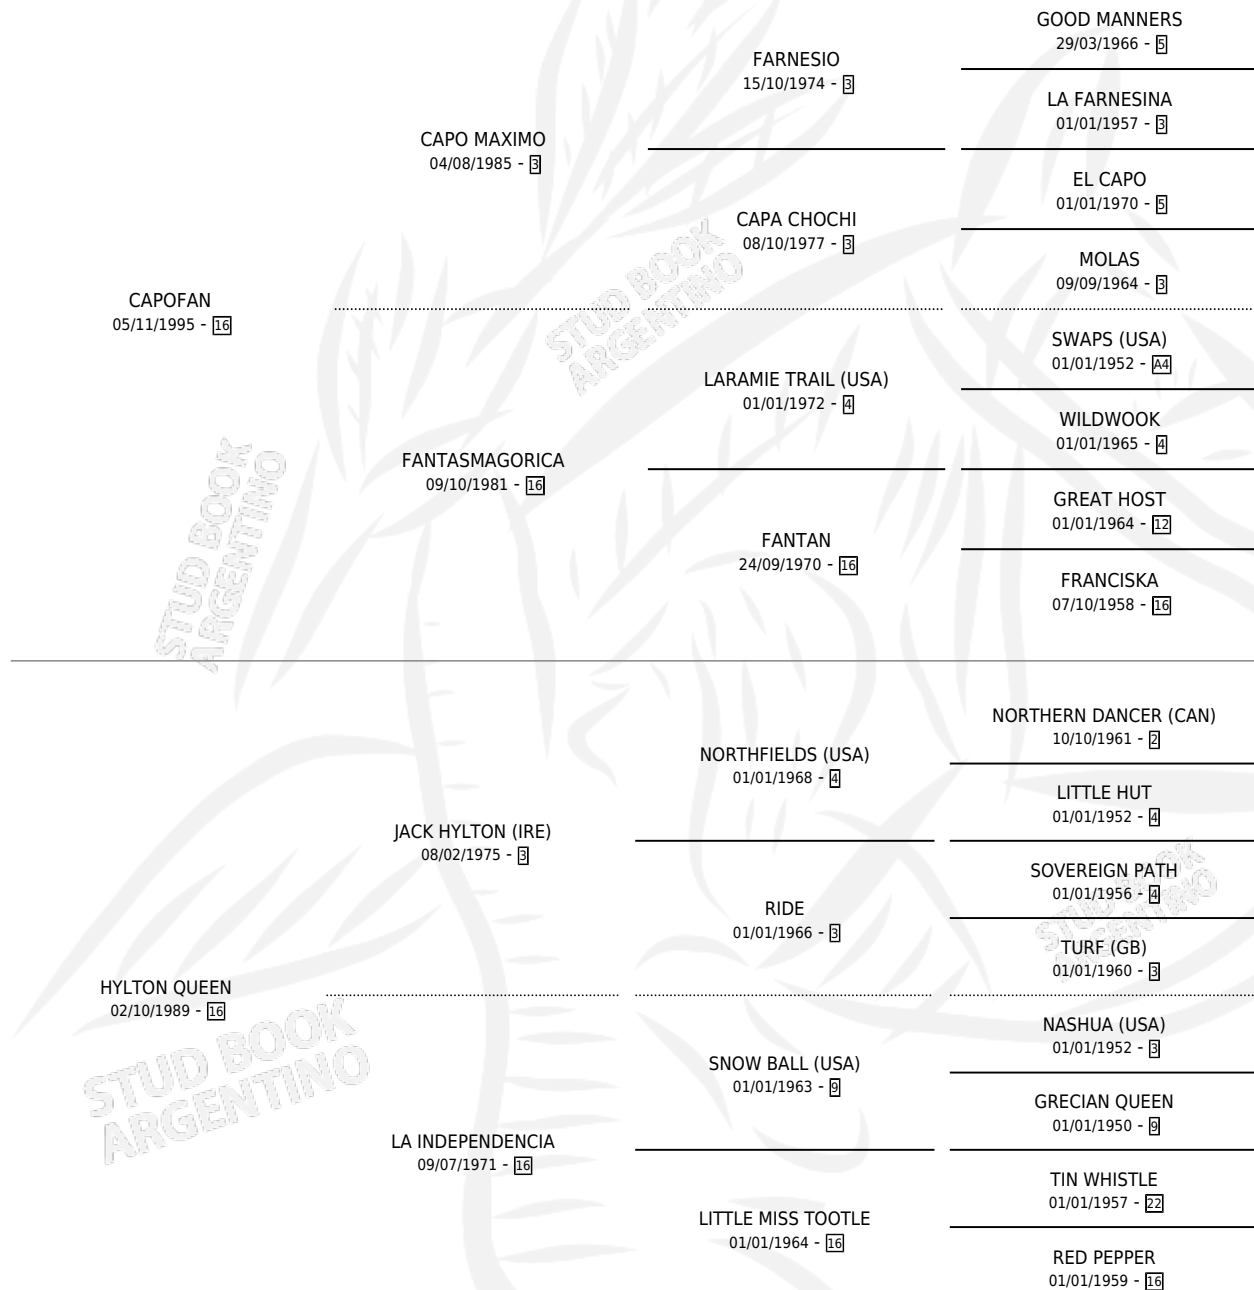 GOOD MANNERS
29/03/1966 - 5
FARNESIO
15/10/1974 - 3
LA FARNESINA
01/01/1957 - 3
CAPO MAXIMO
04/08/1985 - 3
EL CAPO
01/01/1970 - 5
CAPA CHOCHI
08/10/1977 - 3
MOLAS
09/09/1964 - 3
CAPOFAN
05/11/1995 - 16
SWAPS (USA)
01/01/1952 - A4
LARAMIE TRAIL (USA)
01/01/1972 - 4
WILDWOOK
01/01/1965 - 4
FANTASMAGORICA
09/10/1981 - 16
GREAT HOST
01/01/1964 - 12
FANTAN
24/09/1970 - 16
FRANCISKA
07/10/1958 - 16
NORTHERN DANCER (CAN)
10/10/1961 - 2
NORTHFIELDS (USA)
01/01/1968 - 4
LITTLE HUT
01/01/1952 - 4
JACK HYLTON (IRE)
08/02/1975 - 3
SOVEREIGN PATH
01/01/1956 - 4
RIDE
01/01/1966 - 3
TURF (GB)
01/01/1960 - 3
HYLTON QUEEN
02/10/1989 - 16
NASHUA (USA)
01/01/1952 - 3
SNOW BALL (USA)
01/01/1963 - 9
GRECIAN QUEEN
01/01/1950 - 9
LA INDEPENDENCIA
09/07/1971 - 16
TIN WHISTLE
01/01/1957 - 22
LITTLE MISS TOOTLE
01/01/1964 - 16
RED PEPPER
01/01/1959 - 16
STUD BOOK
ARGENTINO
STUD BOOK
ARGENTINO
STUD BOOK
ARGENTINO
STUD BOOK
ARGENTINO